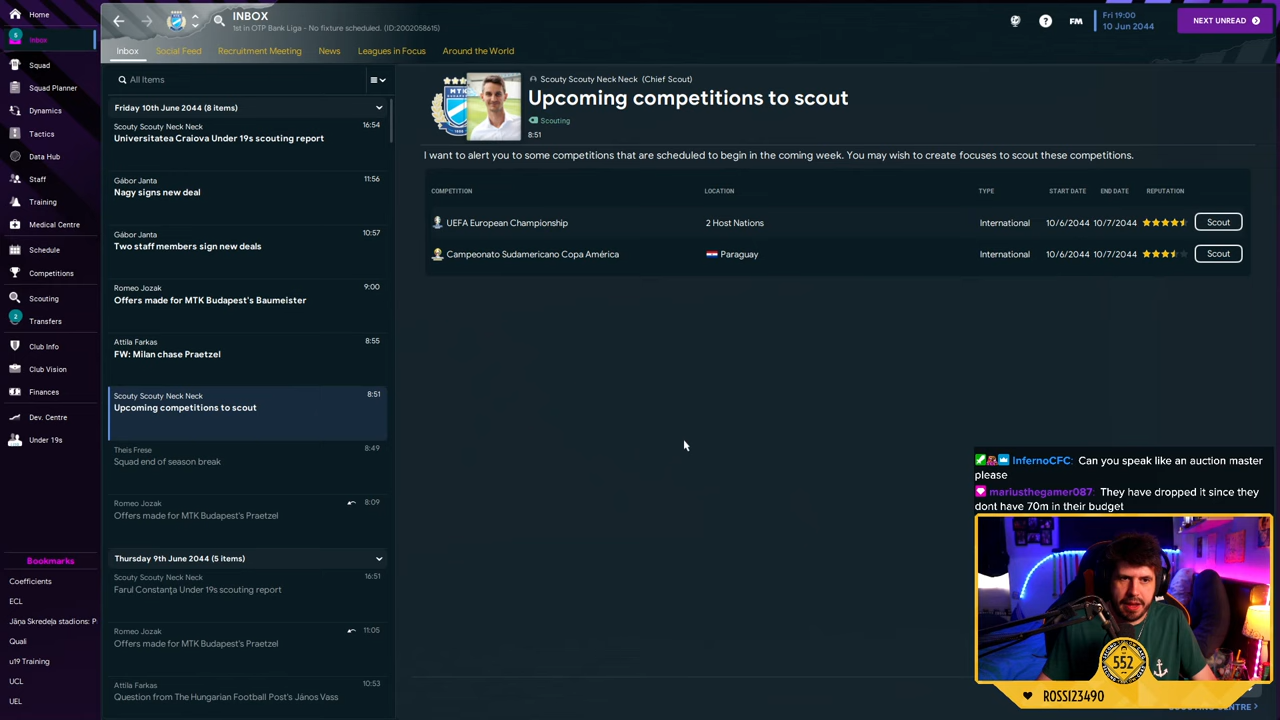 Home
5
Inbox
Squad
Squad Planner
Dynamics
Tactics
Data Hub
Staff
Training
Medical Centre
Schedule
Competitions
Scouting
2
Transfers
Club Info
Club Vision
Finances
Dev. Centre
Under 19s
Bookmarks
Coefficients
ECL
Jāņa Skredeļa stadions: P
Quali
u19 Training
UCL
UEL
INBOX
1st in OTP Bank Liga - No fixture scheduled. (ID:2002058615)
FM
Fri 19:00
10 Jun 2044
NEXT UNREAD
Inbox
Social Feed
Recruitment Meeting
News
Leagues in Focus
Around the World
All Items
Friday 10th June 2044 (8 items)
Scouty Scouty Neck Neck 16:54
Universitatea Craiova Under 19s scouting report
Gábor Janta 11:56
Nagy signs new deal
Gábor Janta 10:57
Two staff members sign new deals
Romeo Jozak 9:00
Offers made for MTK Budapest's Baumeister
Attila Farkas 8:55
FW: Milan chase Praetzel
Scouty Scouty Neck Neck 8:51
Upcoming competitions to scout
Theis Frese 8:49
Squad end of season break
Romeo Jozak 8:09
Offers made for MTK Budapest's Praetzel
Thursday 9th June 2044 (5 items)
Scouty Scouty Neck Neck 16:51
Farul Constanța Under 19s scouting report
Romeo Jozak 11:05
Offers made for MTK Budapest's Praetzel
Attila Farkas 10:53
Question from The Hungarian Football Post's János Vass
MTK
Scouty Scouty Neck Neck (Chief Scout)
Upcoming competitions to scout
Scouting
8:51
I want to alert you to some competitions that are scheduled to begin in the coming week. You may wish to create focuses to scout these competitions.
COMPETITION LOCATION TYPE START DATE END DATE REPUTATION
UEFA European Championship 2 Host Nations International 10/6/2044 10/7/2044 Scout
Campeonato Sudamericano Copa América Paraguay International 10/6/2044 10/7/2044 Scout
InfernoCFC: Can you speak like an auction master
please
mariusthegamer087: They have dropped it since they
dont have 70m in their budget
552
ROSSI23490
SCOUTING CENTRE